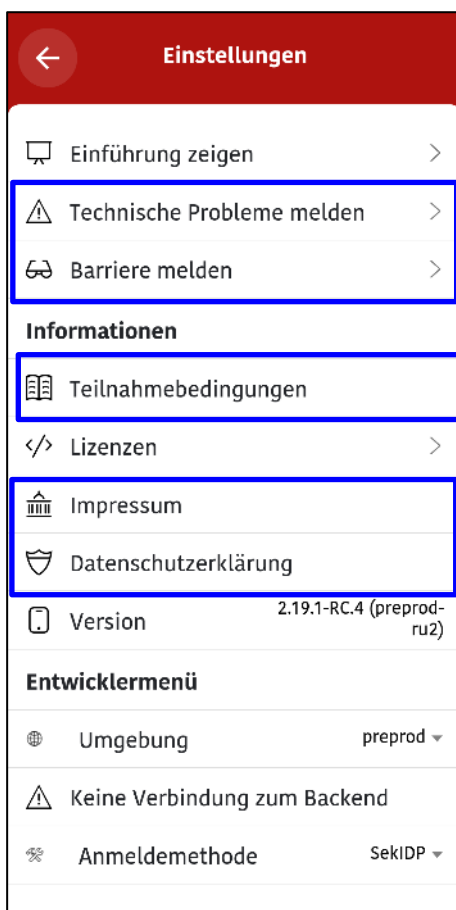 Einstellungen
Einführung zeigen
Technische Probleme melden
Barriere melden
Informationen
Teilnahmebedingungen
Lizenzen
Impressum
Datenschutzerklärung
Version 2.19.1-RC.4 (preprod-
ru2)
Entwicklermenü
Umgebung preprod
Keine Verbindung zum Backend
Anmeldemethode SekIDP